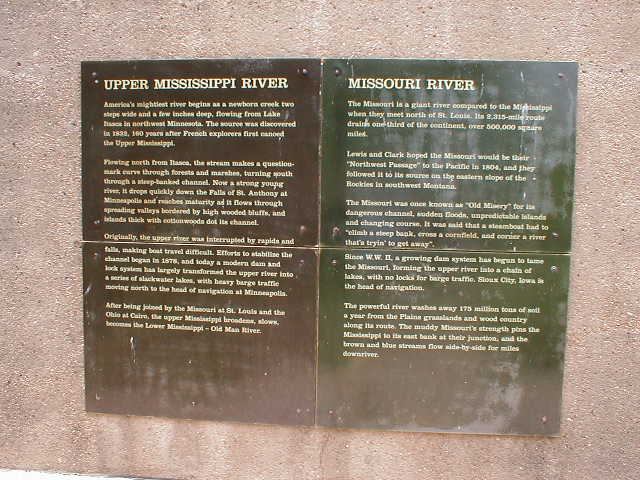 UPPER MISSISSIPPI RIVER
America's mightiest river begins as a newborn creek two
steps wide and a few inches deep, flowing from Lake
Itasca in northwest Minnesota. The source was discovered
in 1832, 160 years after French explorers first canoed
the Upper Mississippi.
Flowing north from Itasca, the stream makes a question-
mark curve through forests and marshes, turning south
through a steep-banked channel. Now a strong young
river, it drops quickly down the Falls of St. Anthony at
Minneapolis and reaches maturity as it flows through
spreading valleys bordered by high wooded bluffs, and
islands thick with cottonwoods dot its channel.
Originally, the upper river was interrupted by rapids and
falls, making boat travel difficult. Efforts to stabilize the
channel began in 1878, and today a modern dam and
lock system has largely transformed the upper river into
a series of slackwater lakes, with heavy barge traffic
moving north to the head of navigation at Minneapolis.
After being joined by the Missouri at St. Louis and the
Ohio at Cairo, the upper Mississippi broadens, slows,
becomes the Lower Mississippi – Old Man River.
MISSOURI RIVER
The Missouri is a giant river compared to the Mississippi
when they meet north of St. Louis. Its 2,315-mile route
drains one-third of the continent, over 500,000 square
miles.
Lewis and Clark hoped the Missouri would be their
"Northwest Passage" to the Pacific in 1804, and they
followed it to its source on the eastern slope of the
Rockies in southwest Montana.
The Missouri was once known as "Old Misery" for its
dangerous channel, sudden floods, unpredictable islands
and changing course. It was said that a steamboat had to
"climb a steep bank, cross a cornfield, and corner a river
that's tryin' to get away".
Since W.W. II, a growing dam system has begun to tame
the Missouri, forming the upper river into a chain of
lakes, with no locks for barge traffic. Sioux City, Iowa is
the head of navigation.
The powerful river washes away 175 million tons of soil
a year from the Plains grasslands and wood country
along its route. The muddy Missouri's strength pins the
Mississippi to its east bank at their junction, and the
brown and blue streams flow side-by-side for miles
downriver.